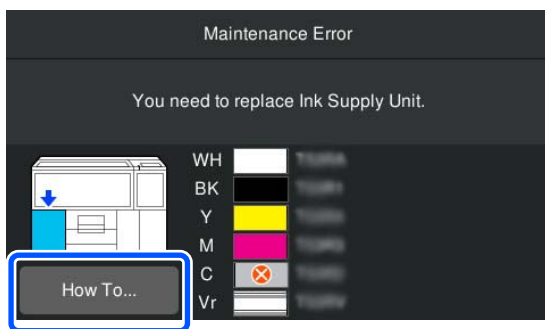 Maintenance Error
You need to replace Ink Supply Unit.
WH
BK
Y
M
C
Vr
How To...